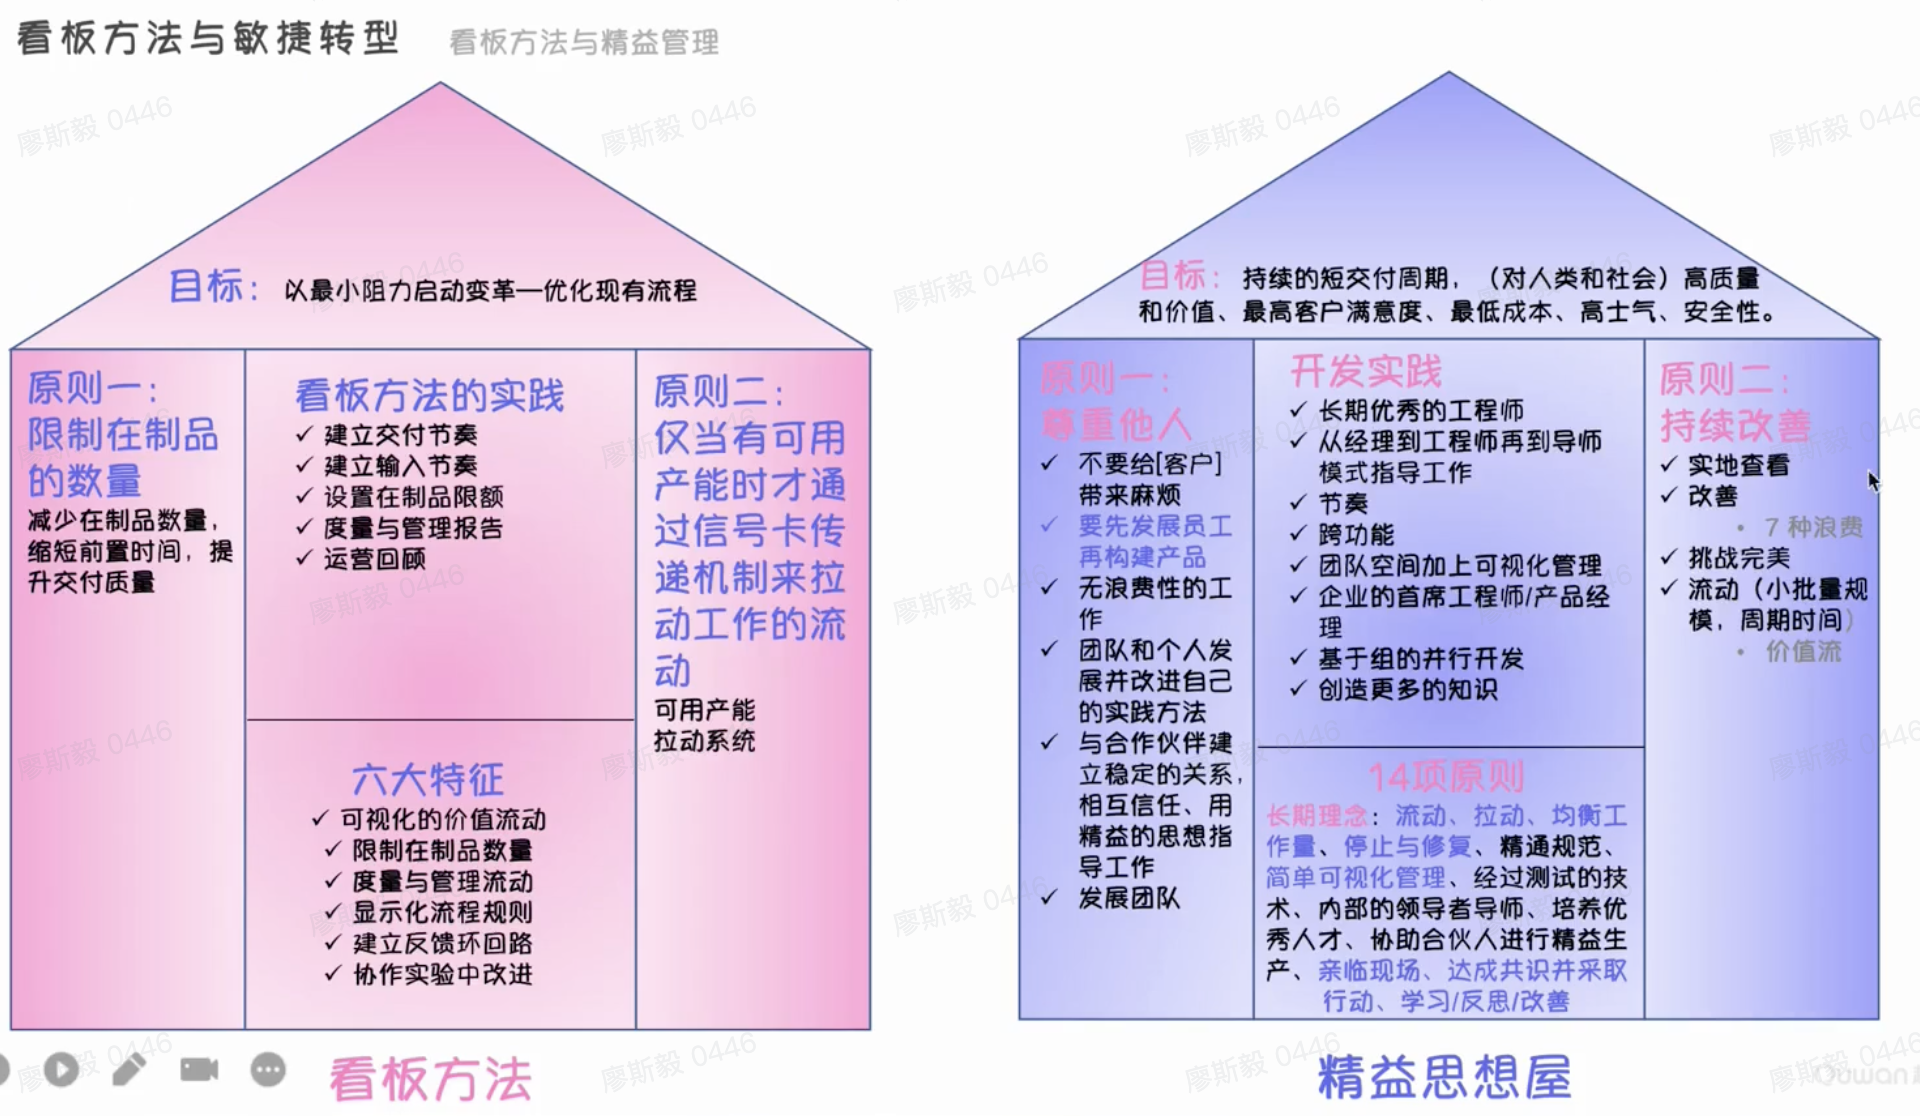 看板方法与敏捷转型 看板方法与精益管理
目标： 以最小阻力启动变革—优化现有流程
原则一：
限制在制品
的数量
减少在制品数量，
缩短前置时间，提
升交付质量
看板方法的实践
✓ 建立交付节奏
✓ 建立输入节奏
✓ 设置在制品限额
✓ 度量与管理报告
✓ 运营回顾
六大特征
✓ 可视化的价值流动
✓ 限制在制品数量
✓ 度量与管理流动
✓ 显示化流程规则
✓ 建立反馈环回路
✓ 协作实验中改进
原则二：
仅当有可用
产能时才通
过信号卡传
递机制来拉
动工作的流
动
可用产能
拉动系统
看板方法
目标： 持续的短交付周期，（对人类和社会）高质量
和价值、最高客户满意度、最低成本、高士气、安全性。
原则一：
尊重他人
✓ 不要给[客户]
带来麻烦
✓ 要先发展员工
再构建产品
✓ 无浪费性的工
作
✓ 团队和个人发
展并改进自己
的实践方法
✓ 与合作伙伴建
立稳定的关系，
相互信任、用
精益的思想指
导工作
✓ 发展团队
开发实践
✓ 长期优秀的工程师
✓ 从经理到工程师再到导师
模式指导工作
✓ 节奏
✓ 跨功能
✓ 团队空间加上可视化管理
✓ 企业的首席工程师/产品经
理
✓ 基于组的并行开发
✓ 创造更多的知识
14项原则
长期理念：流动、拉动、均衡工
作量、停止与修复、精通规范、
简单可视化管理、经过测试的技
术、内部的领导者导师、培养优
秀人才、协助合伙人进行精益生
产、亲临现场、达成共识并采取
行动、学习/反思/改善
原则二：
持续改善
✓ 实地查看
✓ 改善
• 7 种浪费
✓ 挑战完美
✓ 流动（小批量规
模，周期时间）
• 价值流
精益思想屋
廖斯毅 0446